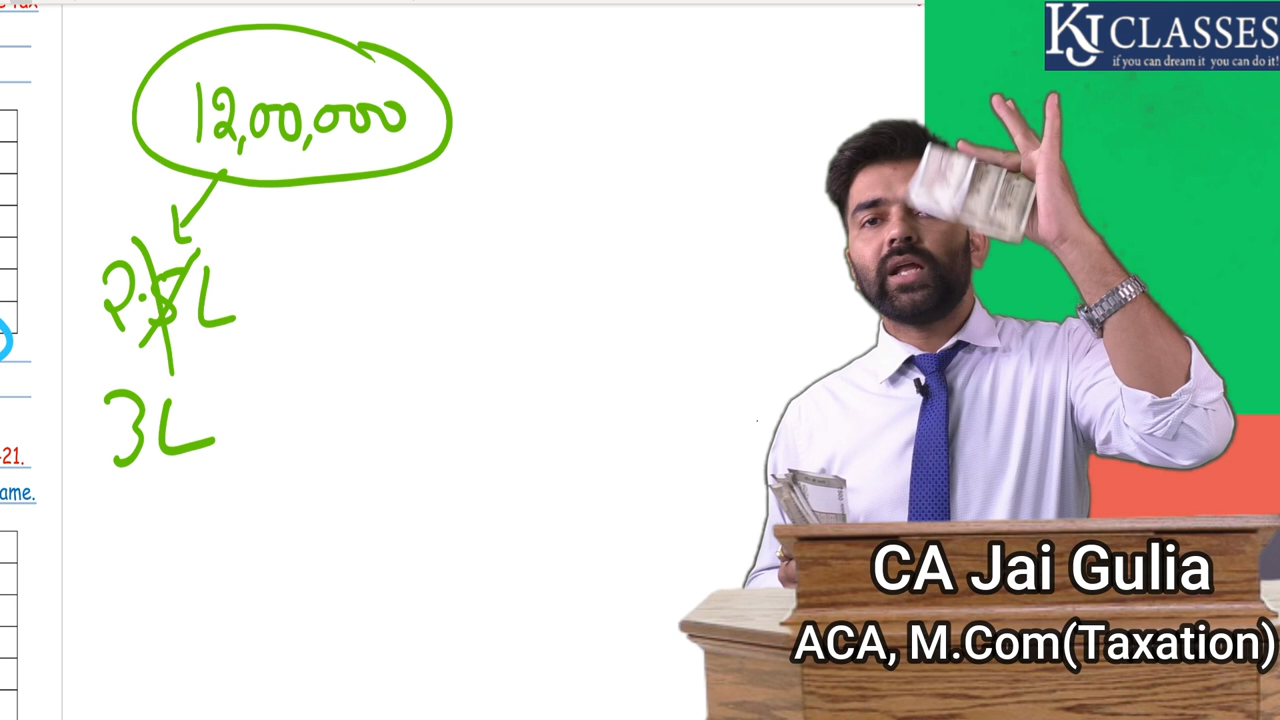 KJ CLASSES
if you can dream it you can do it!
12,00,000
2.5L
3L
-21.
ame.
CA Jai Gulia
ACA, M.Com(Taxation)